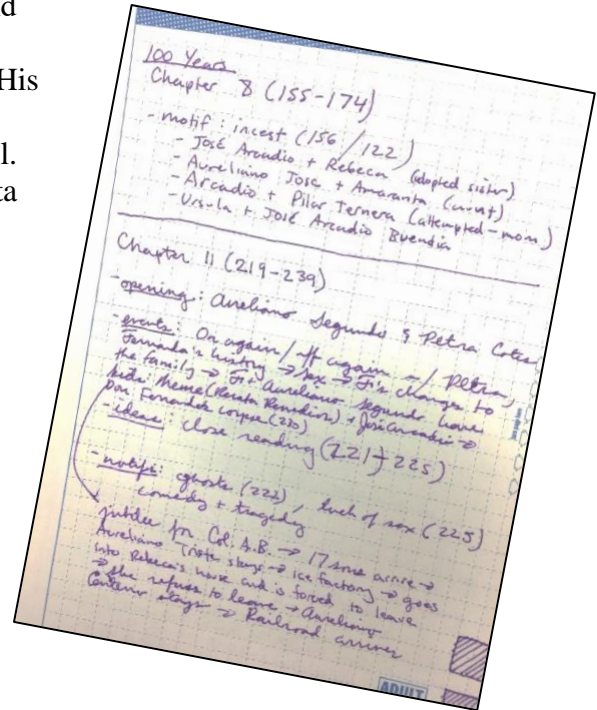 d
His
l.
ta
100 Years
Chapter 8 (155-174)
- motif: incest (156/122)
- José Arcadio + Rebeca (adopted sister)
- Aureliano José + Amaranta (aunt)
- Arcadio + Pilar Ternera (attempted-mom)
- Ursula + José Arcadio Buendia
Chapter 11 (219-239)
- opening: Aureliano Segundo & Petra Cotes
- events: On again/off again w/ Petra,
Fernanda's history → sex → F's changes to
the family → F + Aureliano Segundo have
kids: Meme (Renata Remedios) + José Arcadio →
Don Fernando's corpse (230)
- ideas: close reading (221-225)
- motifs: ghosts (222), lack of sex (225)
comedy + tragedy
jubilee for Col. A.B. → 17 sons arrive →
Aureliano Triste stays → ice factory → goes
into Rebeca's house and is forced to leave
→ she refuses to leave → Aureliano
Centeno stays → Railroad arrives
ADULT